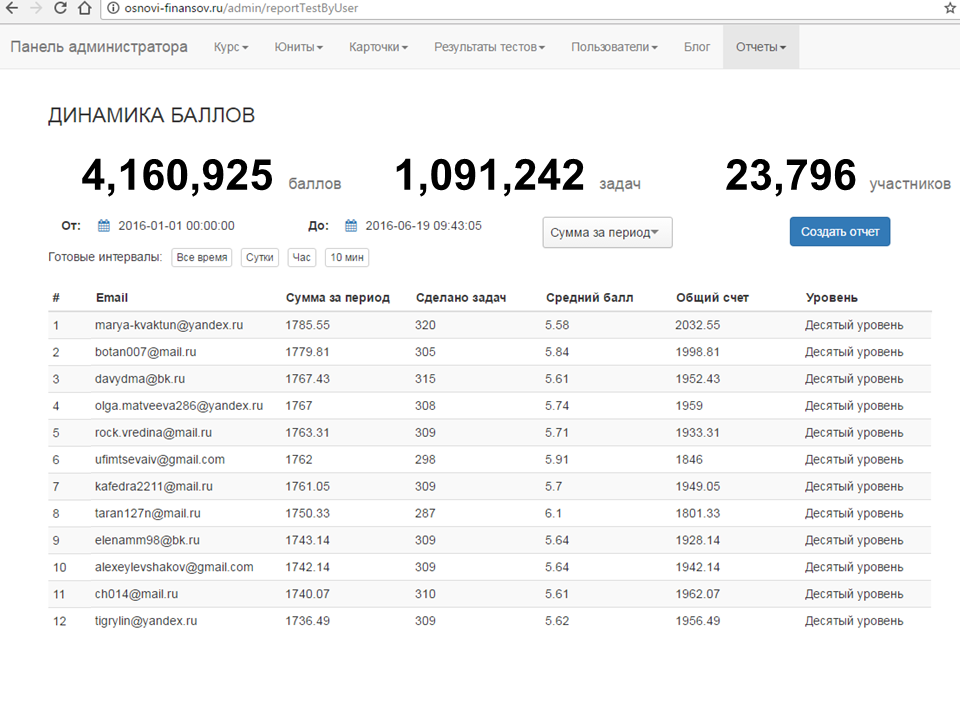 osnovi-finansov.ru/admin/reportTestByUser
Панель администратора Курс Юниты Карточки Результаты тестов Пользователи Блог Отчеты
ДИНАМИКА БАЛЛОВ
4,160,925 баллов 1,091,242 задач 23,796 участников
От: 2016-01-01 00:00:00 До: 2016-06-19 09:43:05 Сумма за период Создать отчет
Готовые интервалы: Все время Сутки Час 10 мин
# Email Сумма за период Сделано задач Средний балл Общий счет Уровень
1 marya-kvaktun@yandex.ru 1785.55 320 5.58 2032.55 Десятый уровень
2 botan007@mail.ru 1779.81 305 5.84 1998.81 Десятый уровень
3 davydma@bk.ru 1767.43 315 5.61 1952.43 Десятый уровень
4 olga.matveeva286@yandex.ru 1767 308 5.74 1959 Десятый уровень
5 rock.vredina@mail.ru 1763.31 309 5.71 1933.31 Десятый уровень
6 ufimtsevaiv@gmail.com 1762 298 5.91 1846 Десятый уровень
7 kafedra2211@mail.ru 1761.05 309 5.7 1949.05 Десятый уровень
8 taran127n@mail.ru 1750.33 287 6.1 1801.33 Десятый уровень
9 elenamm98@bk.ru 1743.14 309 5.64 1928.14 Десятый уровень
10 alexeylevshakov@gmail.com 1742.14 309 5.64 1942.14 Десятый уровень
11 ch014@mail.ru 1740.07 310 5.61 1962.07 Десятый уровень
12 tigrylin@yandex.ru 1736.49 309 5.62 1956.49 Десятый уровень